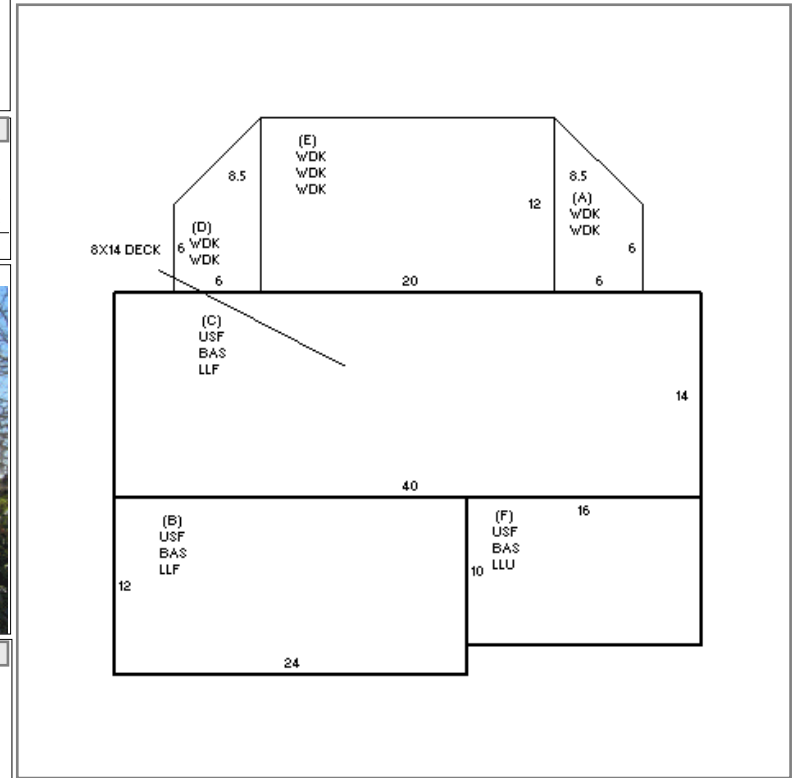 (E)
WDK
WDK
WDK
8.5
8.5
12
(A)
WDK
WDK
(D)
WDK
WDK
6
6
8X14 DECK
6
20
6
(C)
USF
BAS
LLF
14
40
16
(B)
USF
BAS
LLF
(F)
USF
BAS
LLU
10
12
24